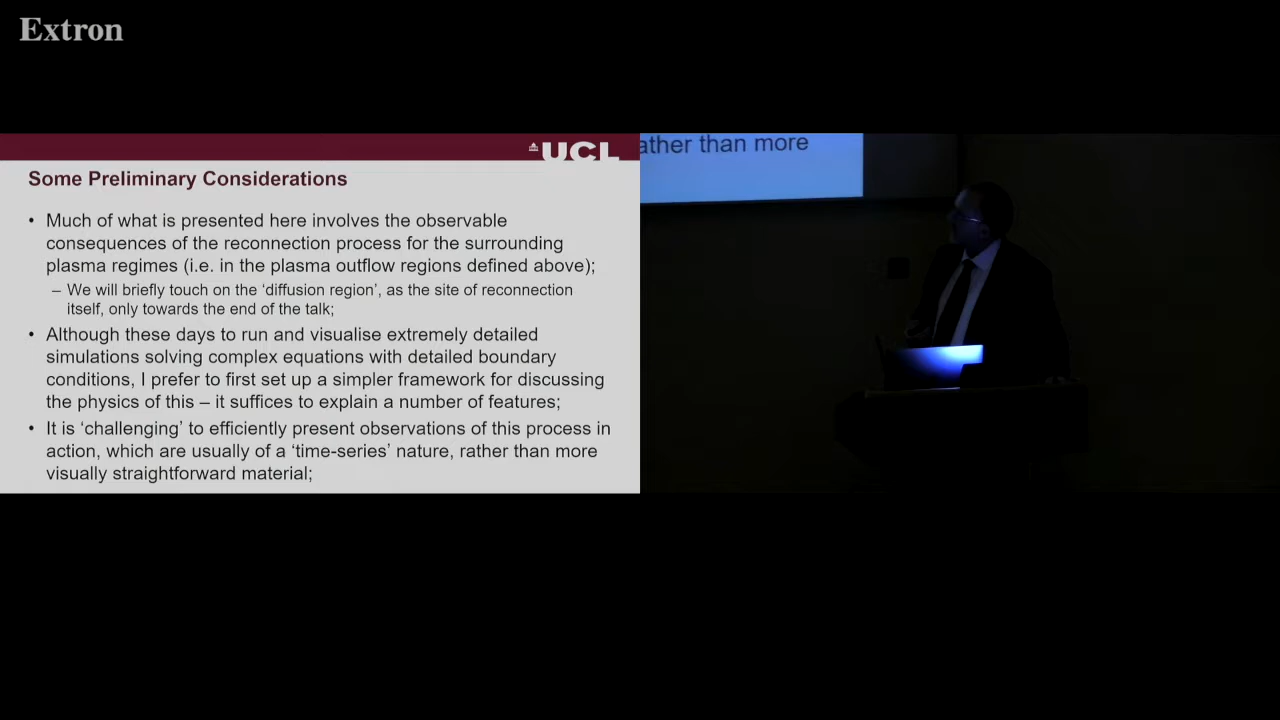 Extron
UCL
Some Preliminary Considerations
• Much of what is presented here involves the observable
consequences of the reconnection process for the surrounding
plasma regimes (i.e. in the plasma outflow regions defined above);
– We will briefly touch on the ‘diffusion region’, as the site of reconnection
itself, only towards the end of the talk;
• Although these days to run and visualise extremely detailed
simulations solving complex equations with detailed boundary
conditions, I prefer to first set up a simpler framework for discussing
the physics of this – it suffices to explain a number of features;
• It is ‘challenging’ to efficiently present observations of this process in
action, which are usually of a ‘time-series’ nature, rather than more
visually straightforward material;
ather than more